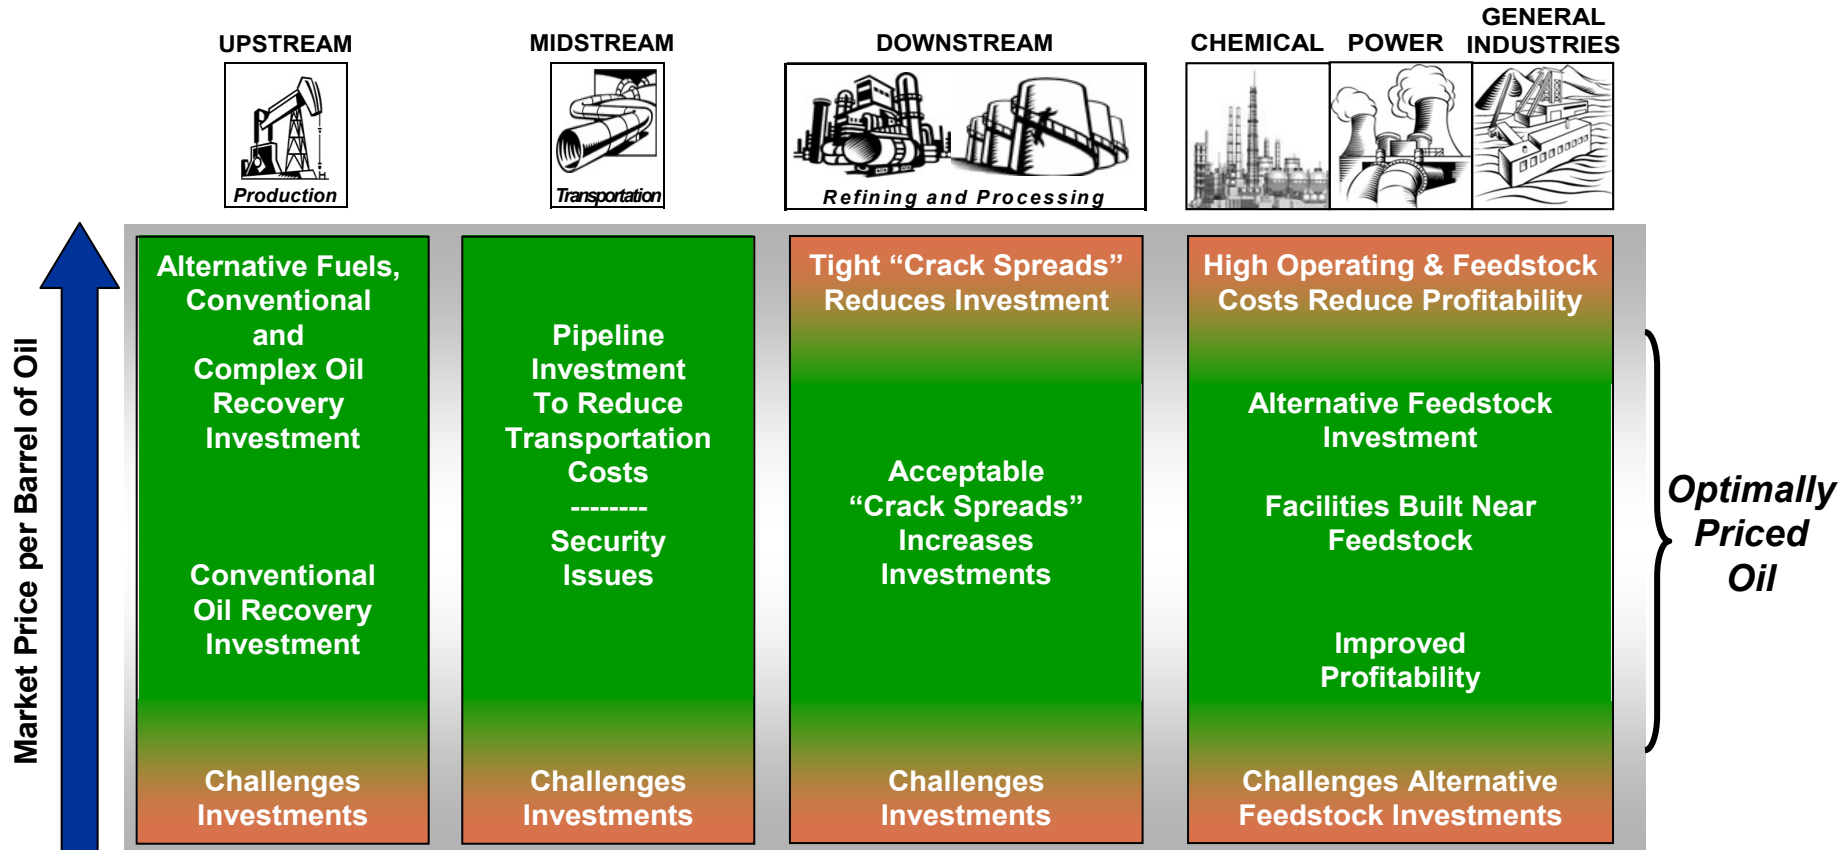 UPSTREAM
MIDSTREAM
DOWNSTREAM
CHEMICAL
POWER
GENERAL
INDUSTRIES
Production
Transportation
Refining and Processing
Market Price per Barrel of Oil
Alternative Fuels,
Conventional
and
Complex Oil
Recovery
Investment
Conventional
Oil Recovery
Investment
Challenges
Investments
Pipeline
Investment
To Reduce
Transportation
Costs
--------
Security
Issues
Challenges
Investments
Tight “Crack Spreads”
Reduces Investment
Acceptable
“Crack Spreads”
Increases
Investments
Challenges
Investments
High Operating & Feedstock
Costs Reduce Profitability
Alternative Feedstock
Investment
Facilities Built Near
Feedstock
Improved
Profitability
Challenges Alternative
Feedstock Investments
Optimally
Priced
Oil